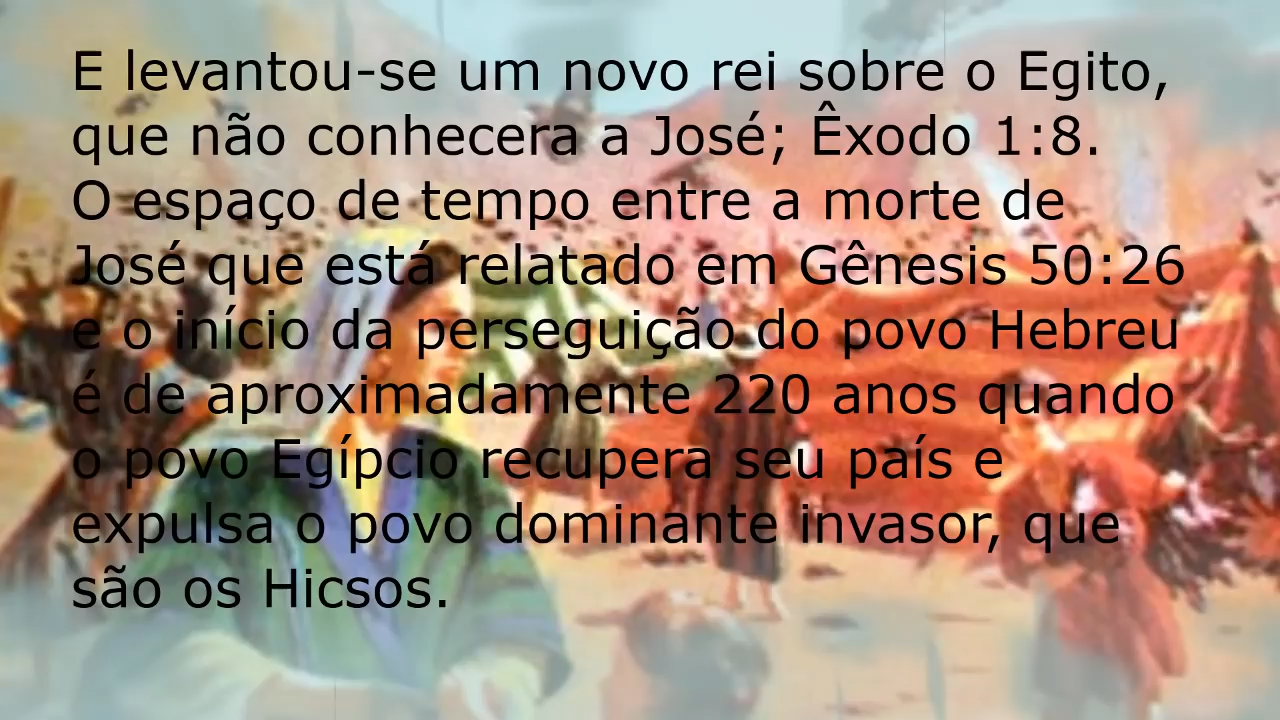 E levantou-se um novo rei sobre o Egito,
que não conhecera a José; Êxodo 1:8.
O espaço de tempo entre a morte de
José que está relatado em Gênesis 50:26
e o início da perseguição do povo Hebreu
é de aproximadamente 220 anos quando
o povo Egípcio recupera seu país e
expulsa o povo dominante invasor, que
são os Hicsos.